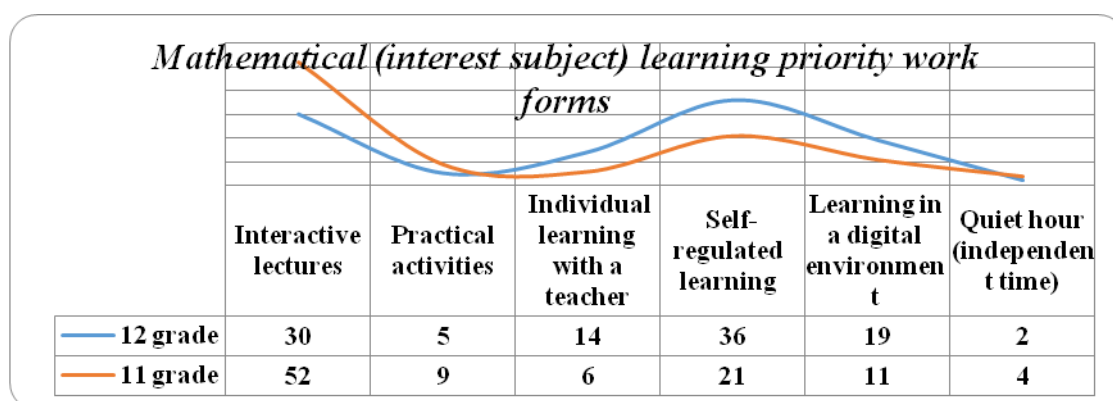 Mathematical (interest subject) learning priority work
forms
Interactive
lectures
Practical
activities
Individual
learning
with a
teacher
Self-
regulated
learning
Learning in
a digital
environmen
t
Quiet hour
(independen
t time)
12 grade 30 5 14 36 19 2
11 grade 52 9 6 21 11 4